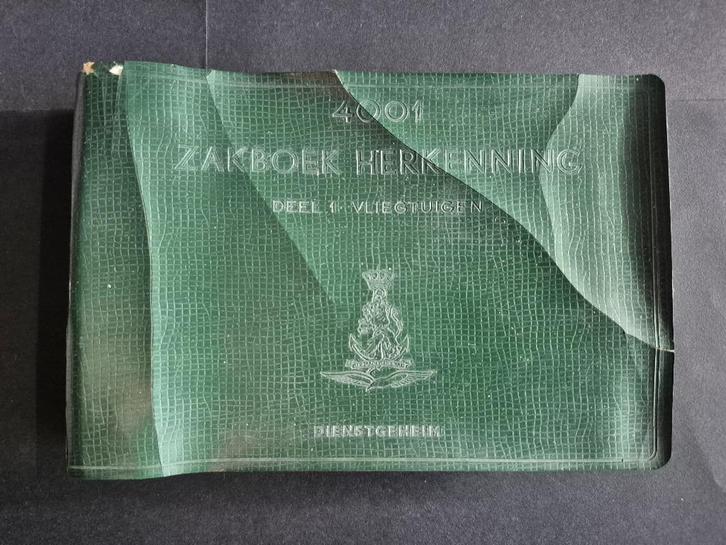 4001
ZAKBOEK HERKENNING
DEEL 1. VLIEGTUIGEN
DIENSTGEHEIM